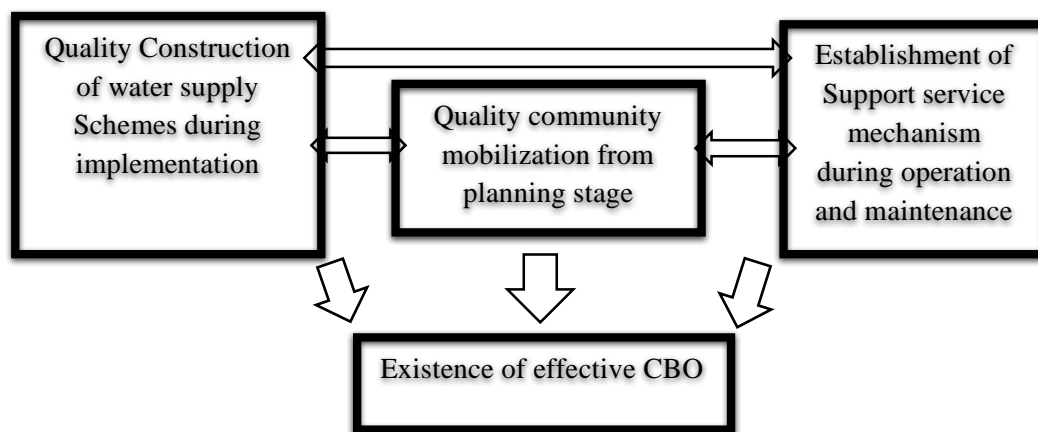 Quality Construction
of water supply
Schemes during
implementation
Quality community
mobilization from
planning stage
Establishment of
Support service
mechanism
during operation
and maintenance
Existence of effective CBO